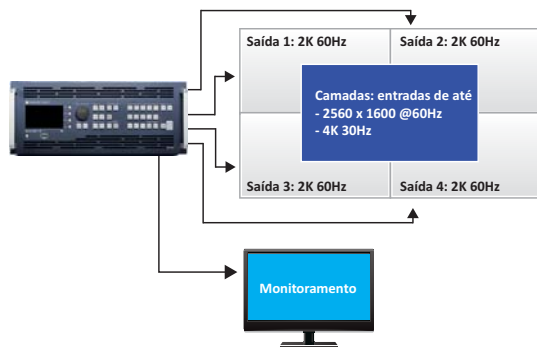 Saída 1: 2K 60Hz
Saída 2: 2K 60Hz
Camadas: entradas de até
- 2560 x 1600 @60Hz
- 4K 30Hz
Saída 3: 2K 60Hz
Saída 4: 2K 60Hz
Monitoramento